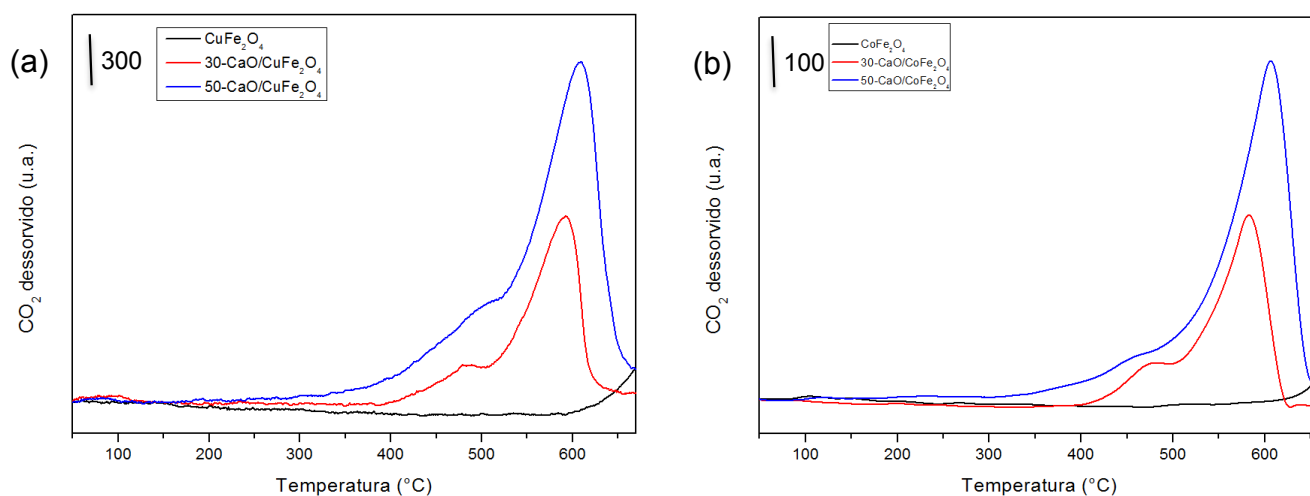 (a)
300
CuFe₂O₄
30-CaO/CuFe₂O₄
50-CaO/CuFe₂O₄
CO₂ dessorvido (u.a.)
100 200 300 400 500 600
Temperatura (°C)
(b)
100
CoFe₂O₄
30-CaO/CoFe₂O₄
50-CaO/CoFe₂O₄
CO₂ dessorvido (u.a.)
100 200 300 400 500 600
Temperatura (°C)